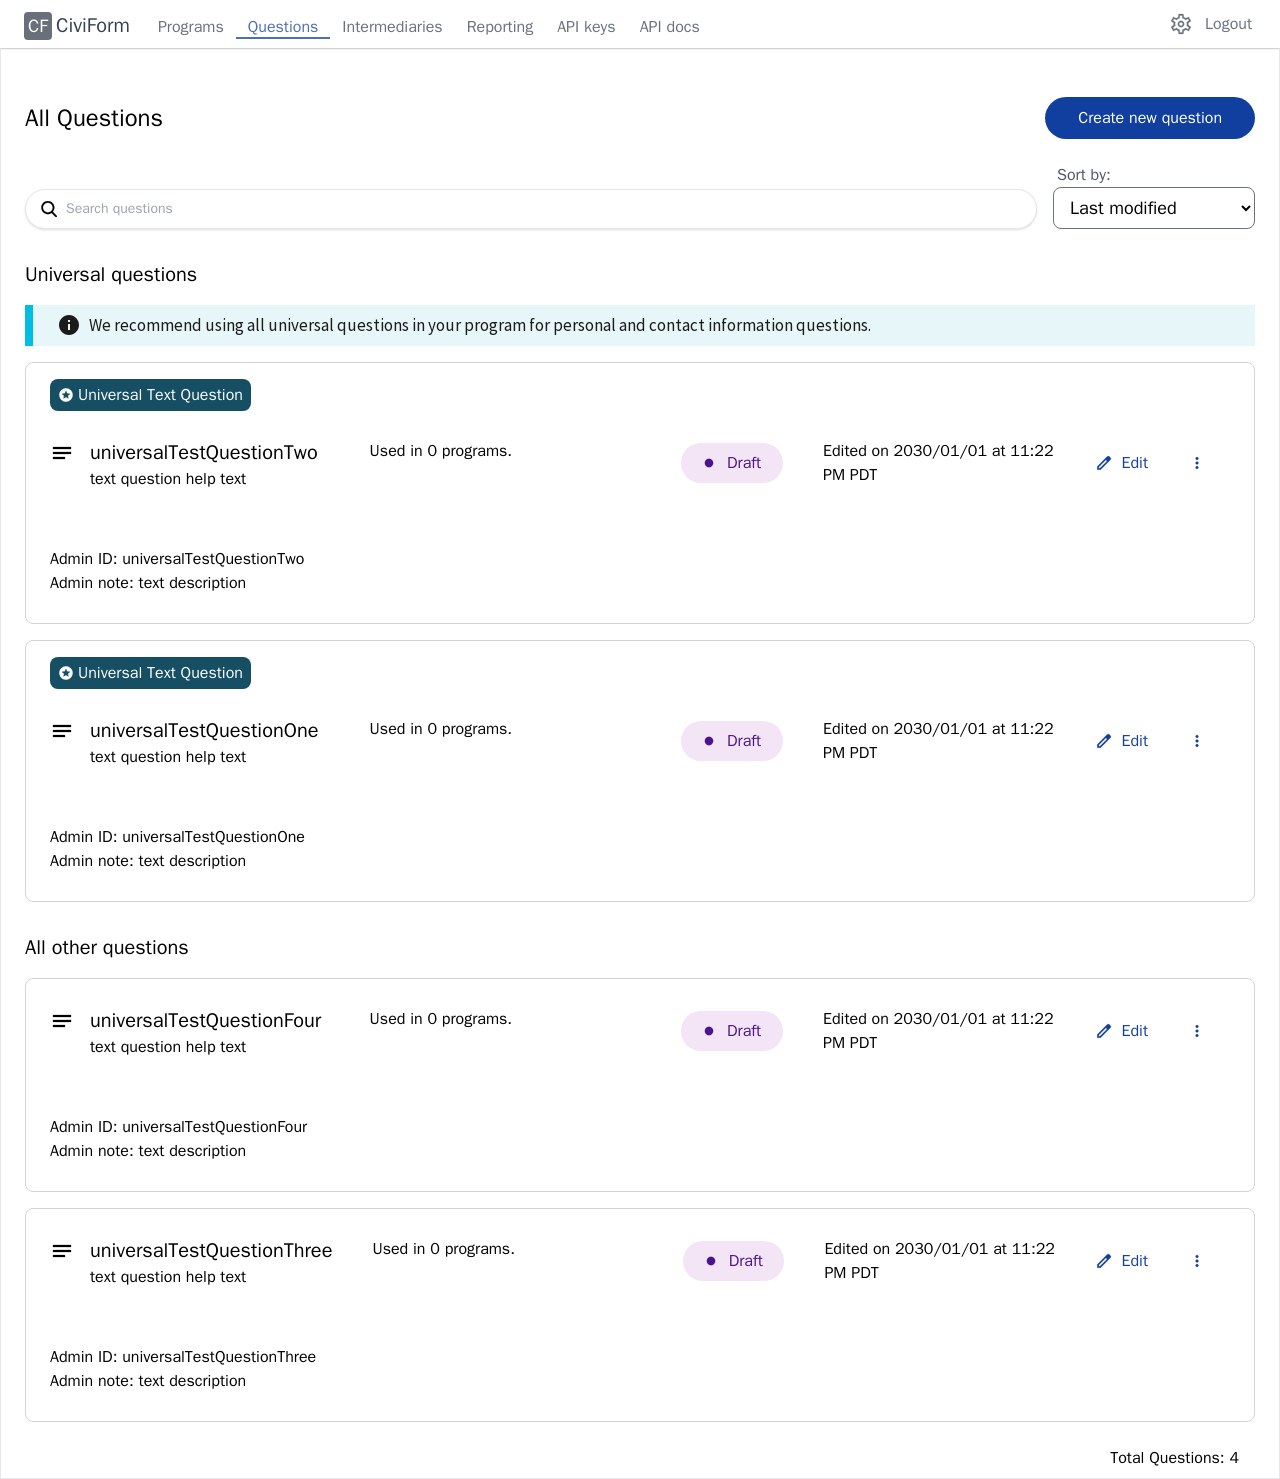 CF CiviForm Programs Questions Intermediaries Reporting API keys API docs Logout
All Questions
Create new question
Sort by:
Search questions
Last modified
Universal questions
We recommend using all universal questions in your program for personal and contact information questions.
Universal Text Question
universalTestQuestionTwo
text question help text
Used in 0 programs.
Draft
Edited on 2030/01/01 at 11:22
PM PDT
Edit
Admin ID: universalTestQuestionTwo
Admin note: text description
Universal Text Question
universalTestQuestionOne
text question help text
Used in 0 programs.
Draft
Edited on 2030/01/01 at 11:22
PM PDT
Edit
Admin ID: universalTestQuestionOne
Admin note: text description
All other questions
universalTestQuestionFour
text question help text
Used in 0 programs.
Draft
Edited on 2030/01/01 at 11:22
PM PDT
Edit
Admin ID: universalTestQuestionFour
Admin note: text description
universalTestQuestionThree
text question help text
Used in 0 programs.
Draft
Edited on 2030/01/01 at 11:22
PM PDT
Edit
Admin ID: universalTestQuestionThree
Admin note: text description
Total Questions: 4